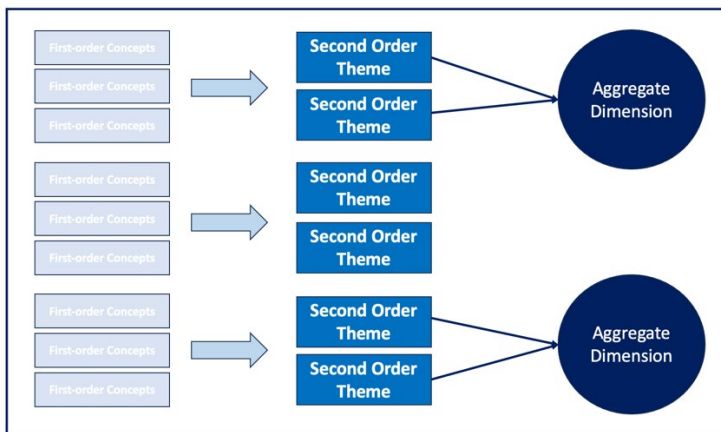 First-order Concepts
First-order Concepts
First-order Concepts
Second Order
Theme
Second Order
Theme
Aggregate
Dimension
First-order Concepts
First-order Concepts
First-order Concepts
Second Order
Theme
Second Order
Theme
First-order Concepts
First-order Concepts
First-order Concepts
Second Order
Theme
Second Order
Theme
Aggregate
Dimension